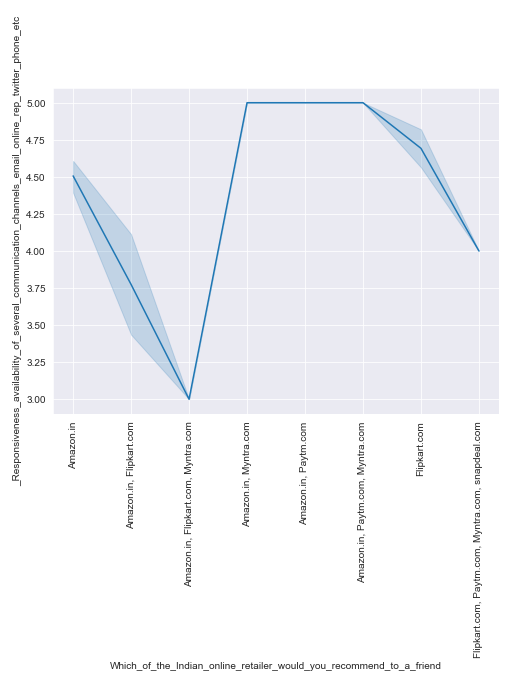 _Responsiveness_availability_of_several_communication_channels_email_online_rep_twitter_phone_etc
5.00
4.75
4.50
4.25
4.00
3.75
3.50
3.25
3.00
Amazon.in
Amazon.in, Flipkart.com
Amazon.in, Flipkart.com, Myntra.com
Amazon.in, Myntra.com
Amazon.in, Paytm.com
Amazon.in, Paytm.com, Myntra.com
Flipkart.com
Flipkart.com, Paytm.com, Myntra.com, snapdeal.com
Which_of_the_Indian_online_retailer_would_you_recommend_to_a_friend